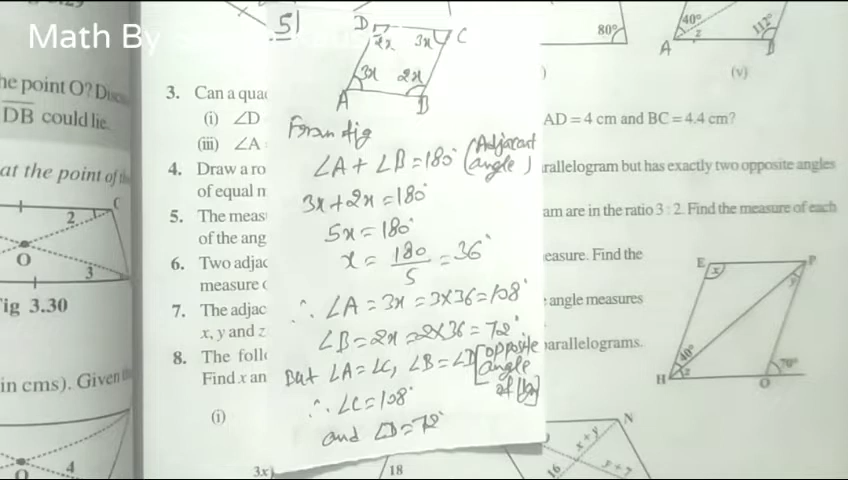 Math By
51
D
C
2x
3x
3x
2x
A
B
From fig
∠A + ∠B = 180° (Adjacent angle)
3x + 2x = 180°
5x = 180°
x = 180/5 = 36°
∴ ∠A = 3x = 3×36 = 108°
∠B = 2x = 2×36 = 72°
But ∠A = ∠C, ∠B = ∠D [opposite angle of
∴ ∠C = 108°
and ∠D = 72°
he point O?
DB could lie.
at the point of
2
C
O
3
ig 3.30
in cms). Given
4
3. Can a qua
(i) ∠D
(iii) ∠A
4. Draw a ro
of equal n
5. The meas
of the ang
6. Two adjac
measure o
7. The adjac
x, y and z
8. The foll
Find x an
(i)
3x
18
80°
40°
z
112°
A
(v)
AD = 4 cm and BC = 4.4 cm?
rallelogram but has exactly two opposite angles
am are in the ratio 3 : 2. Find the measure of each
easure. Find the
angle measures
parallelograms.
E
P
x
y
40°
z
70°
H
O
N
x + y
16
y + 7